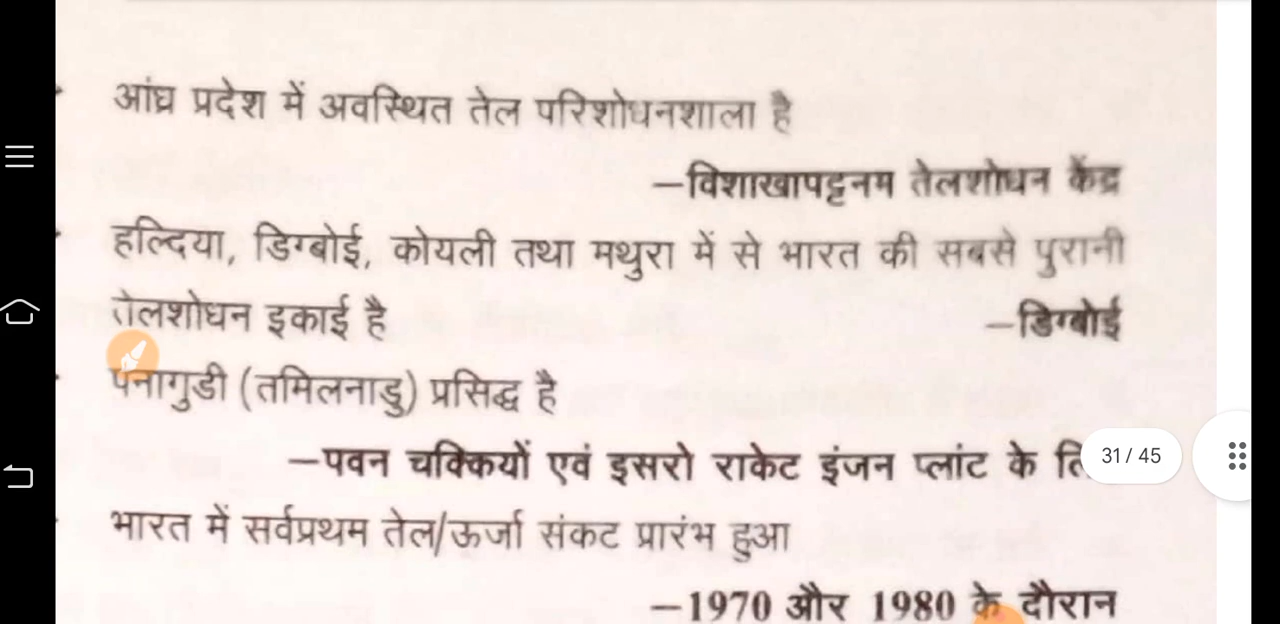 आंध्र प्रदेश में अवस्थित तेल परिशोधनशाला है
–विशाखापट्टनम तेलशोधन केंद्र
हल्दिया, डिग्बोई, कोयली तथा मथुरा में से भारत की सबसे पुरानी
तेलशोधन इकाई है –डिग्बोई
पनागुडी (तमिलनाडु) प्रसिद्ध है
–पवन चक्कियों एवं इसरो राकेट इंजन प्लांट के
31 / 45
भारत में सर्वप्रथम तेल/ऊर्जा संकट प्रारंभ हुआ
–1970 और 1980 के दौरान